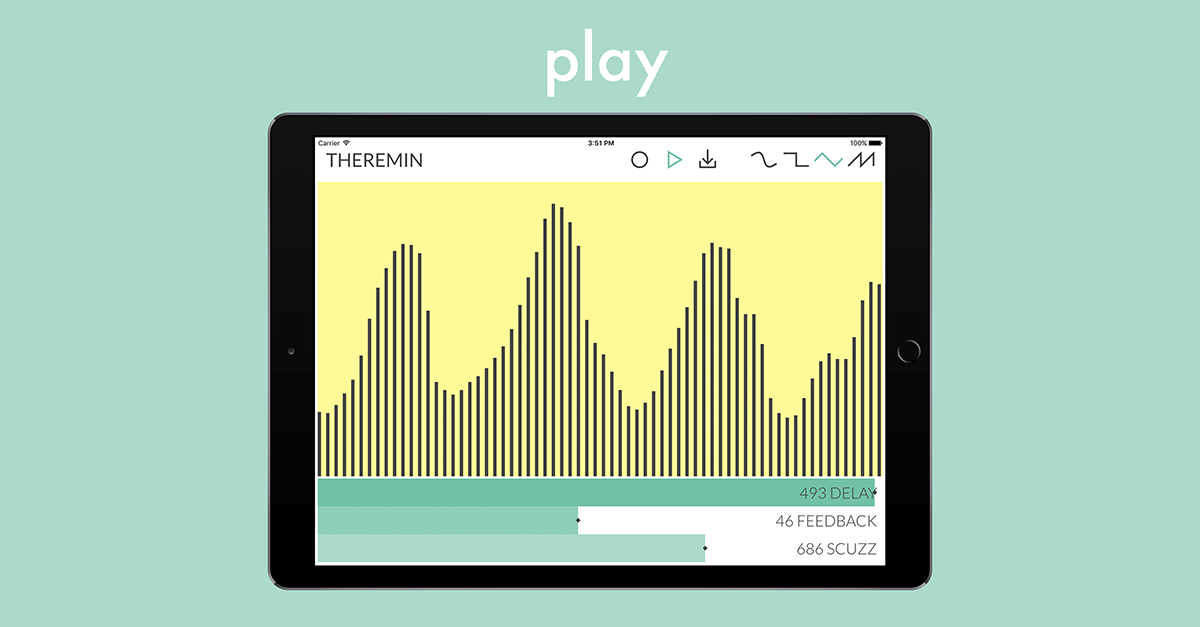 play
Carrier 3:51 PM 100%
THEREMIN
493 DELAY
46 FEEDBACK
686 SCUZZ